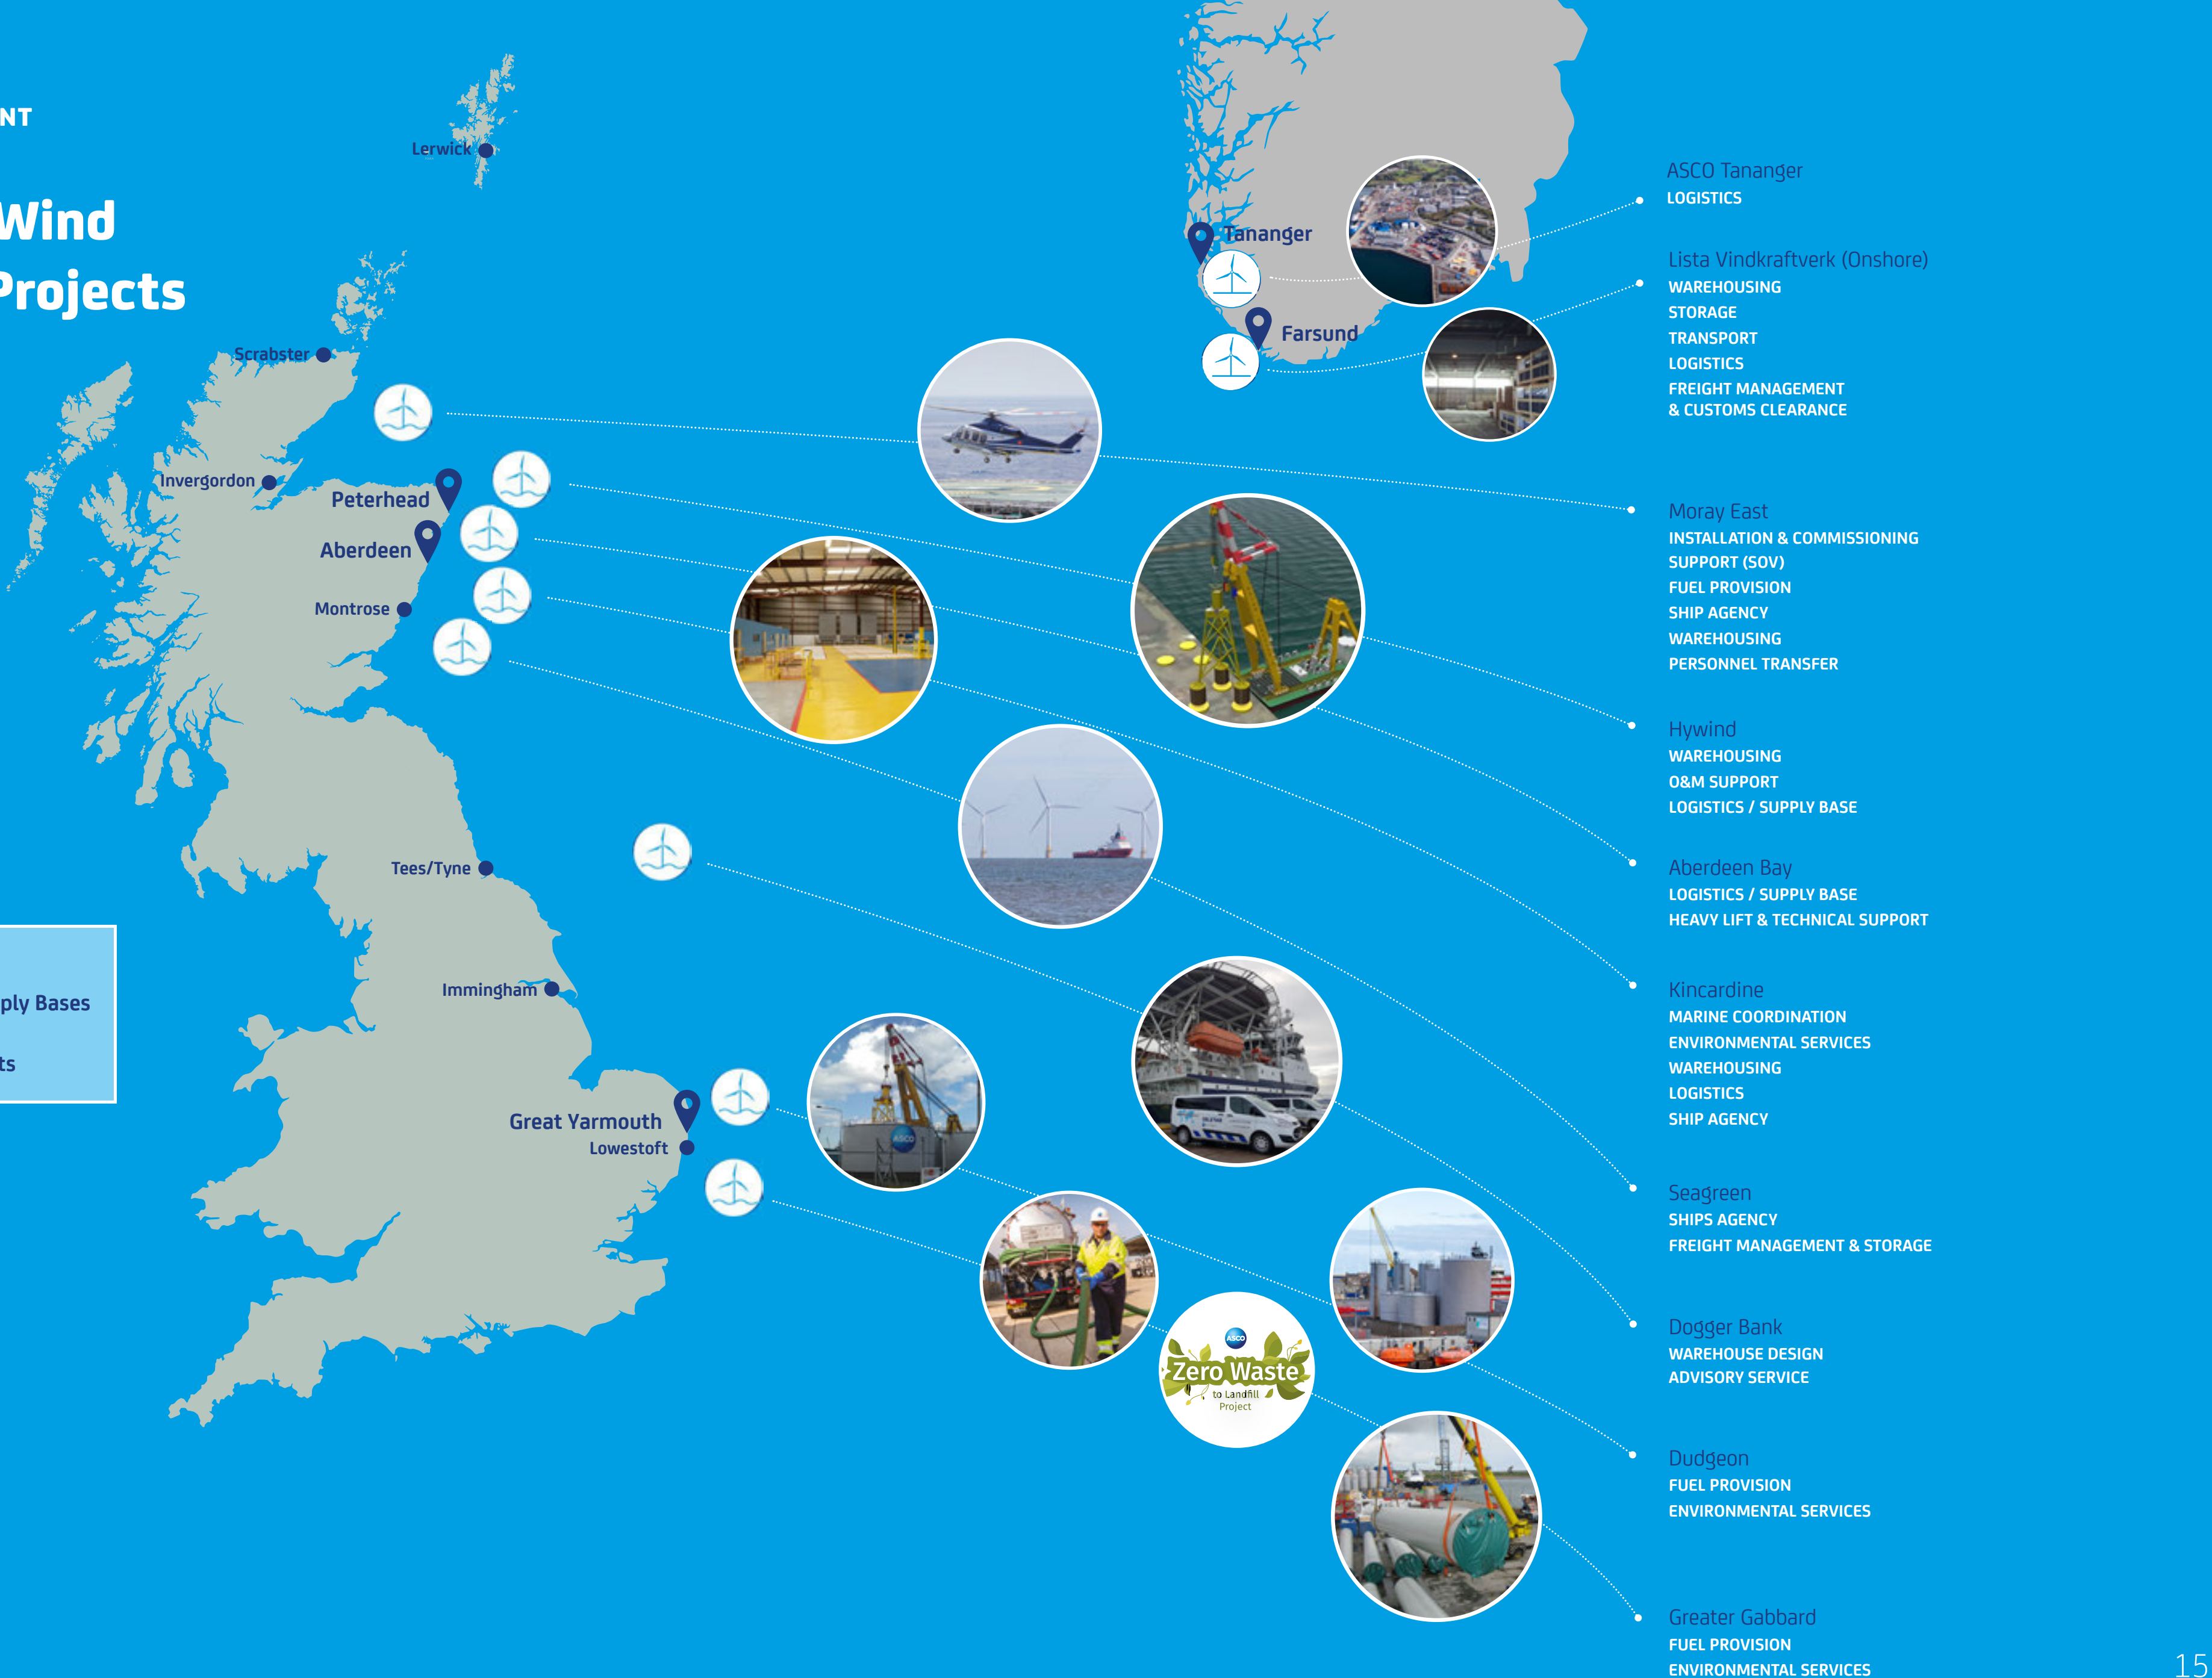 NT
Wind
Projects
ply Bases
ts
Lerwick
Scrabster
Invergordon
Peterhead
Aberdeen
Montrose
Tees/Tyne
Immingham
Great Yarmouth
Lowestoft
Tananger
Farsund
ASCO
ASCO
Zero Waste
to Landfill
Project
ASCO Tananger
LOGISTICS
Lista Vindkraftverk (Onshore)
WAREHOUSING
STORAGE
TRANSPORT
LOGISTICS
FREIGHT MANAGEMENT
& CUSTOMS CLEARANCE
Moray East
INSTALLATION & COMMISSIONING
SUPPORT (SOV)
FUEL PROVISION
SHIP AGENCY
WAREHOUSING
PERSONNEL TRANSFER
Hywind
WAREHOUSING
O&M SUPPORT
LOGISTICS / SUPPLY BASE
Aberdeen Bay
LOGISTICS / SUPPLY BASE
HEAVY LIFT & TECHNICAL SUPPORT
Kincardine
MARINE COORDINATION
ENVIRONMENTAL SERVICES
WAREHOUSING
LOGISTICS
SHIP AGENCY
Seagreen
SHIPS AGENCY
FREIGHT MANAGEMENT & STORAGE
Dogger Bank
WAREHOUSE DESIGN
ADVISORY SERVICE
Dudgeon
FUEL PROVISION
ENVIRONMENTAL SERVICES
Greater Gabbard
FUEL PROVISION
ENVIRONMENTAL SERVICES
15